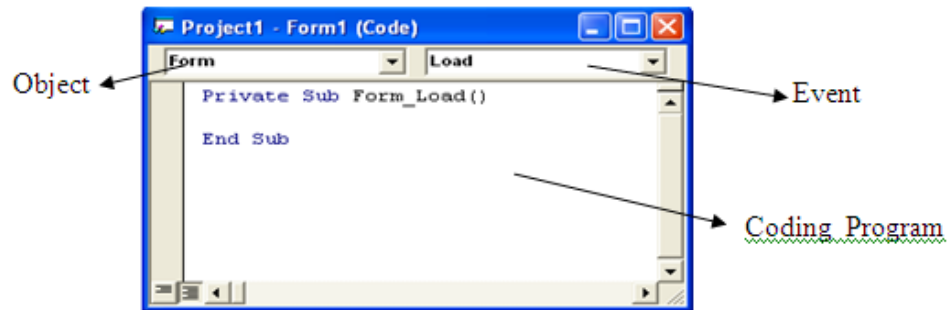 Project1 - Form1 (Code)
Form
Load
Object
Event
Private Sub Form_Load()
End Sub
Coding Program